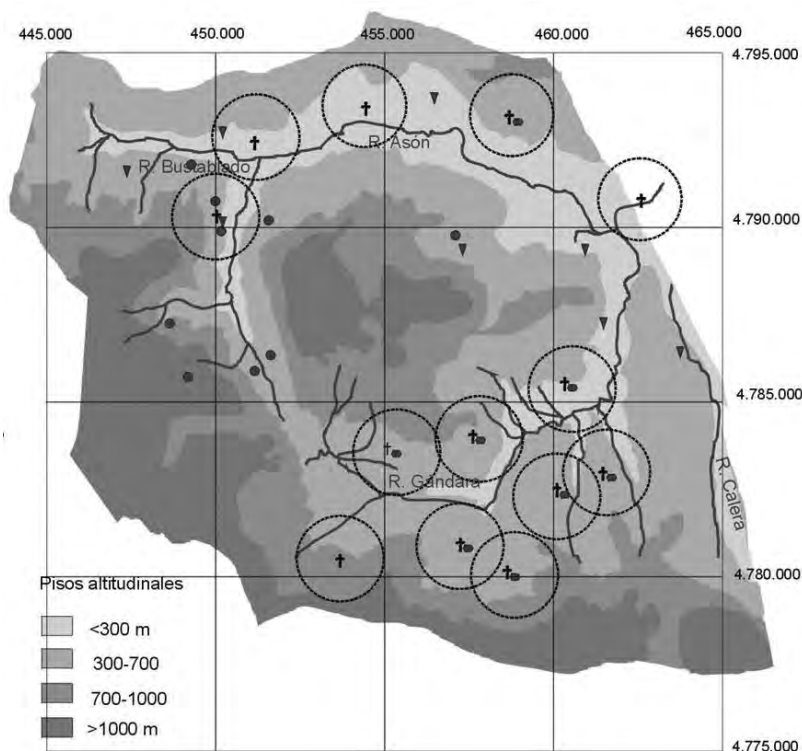 445.000 450.000 455.000 460.000 465.000
4.795.000
R. Asón
R. Bustablado
4.790.000
4.785.000
R. Gándara
R. Calera
4.780.000
Pisos altitudinales
<300 m
300-700
700-1000
>1000 m
4.775.000